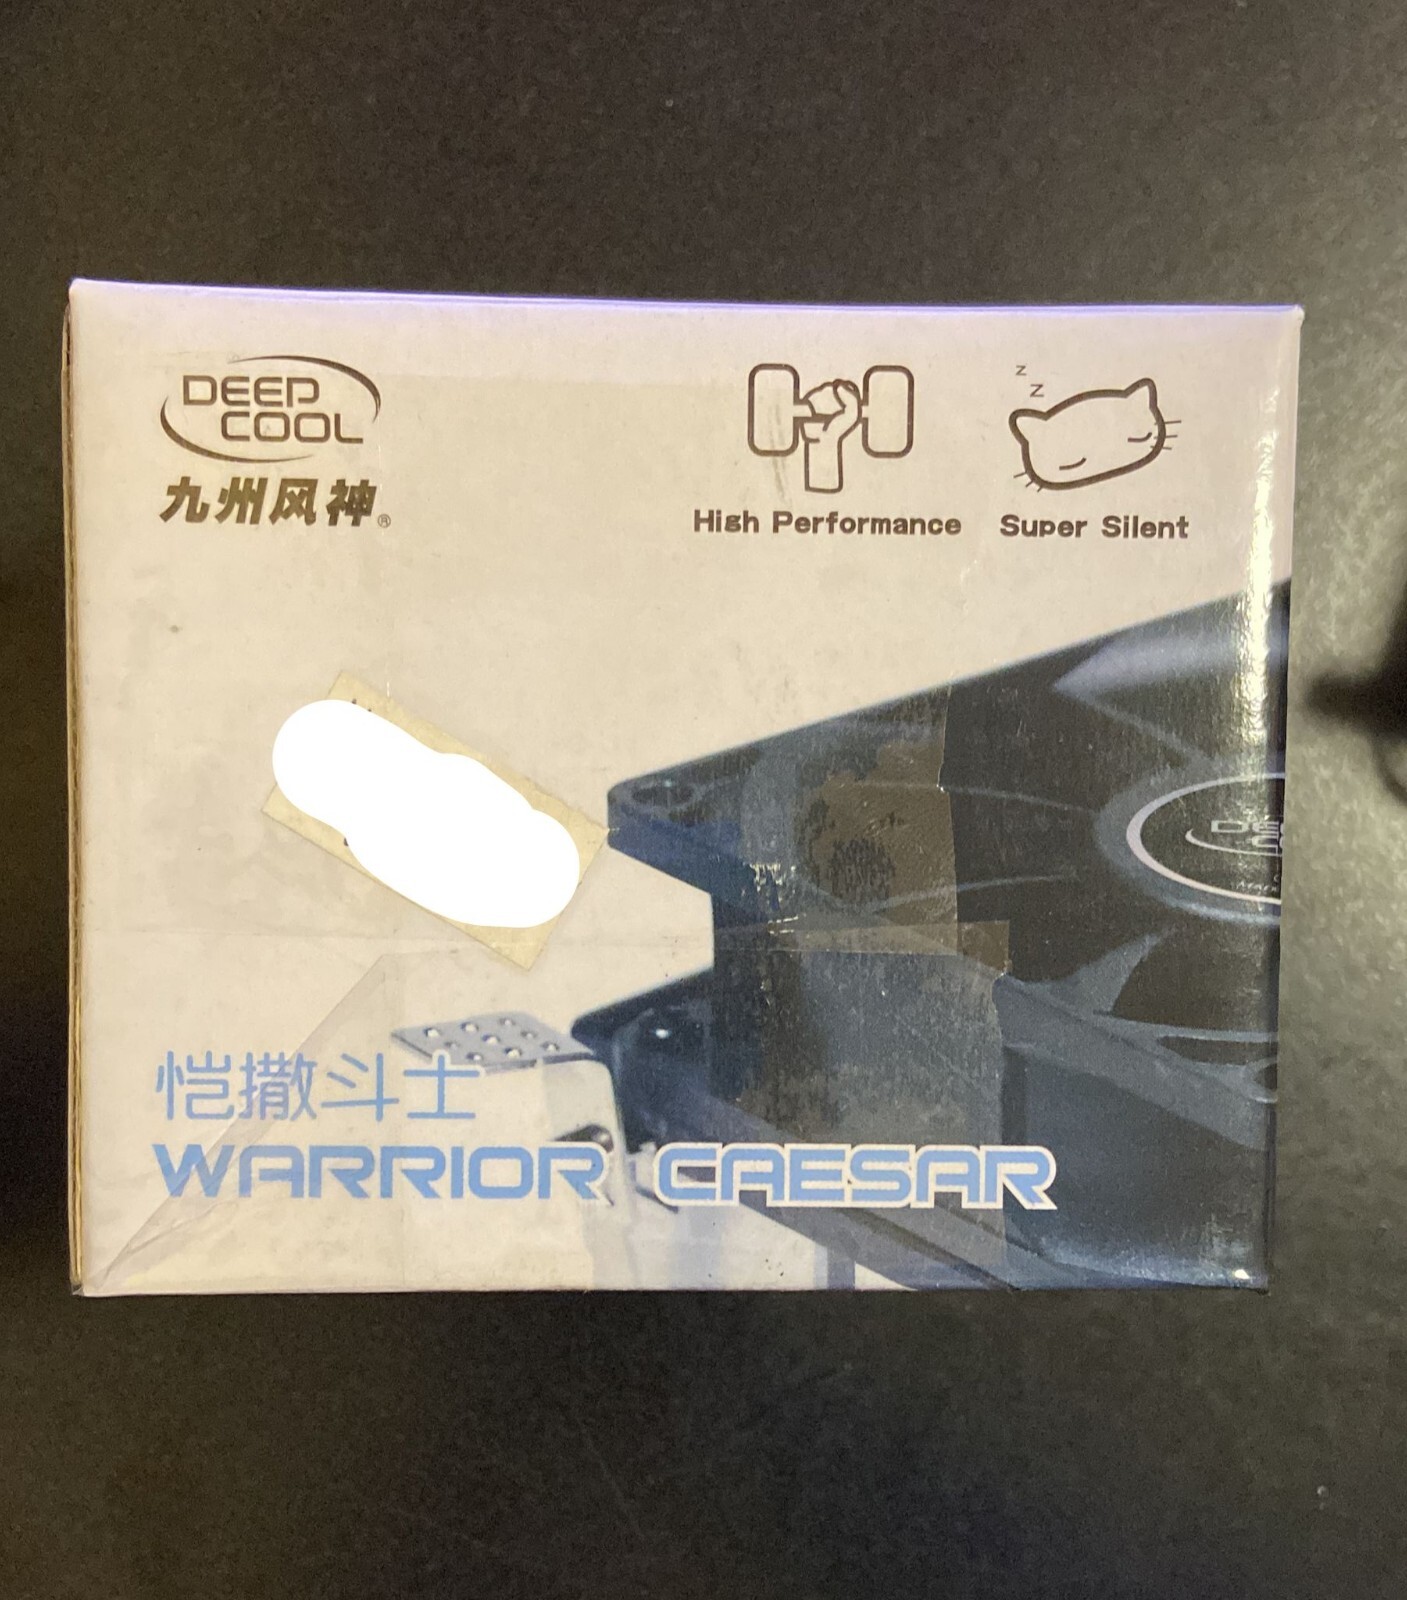 DEEP
COOL
九州风神®
z
z
High Performance
Super Silent
恺撒斗士
WARRIOR CAESAR